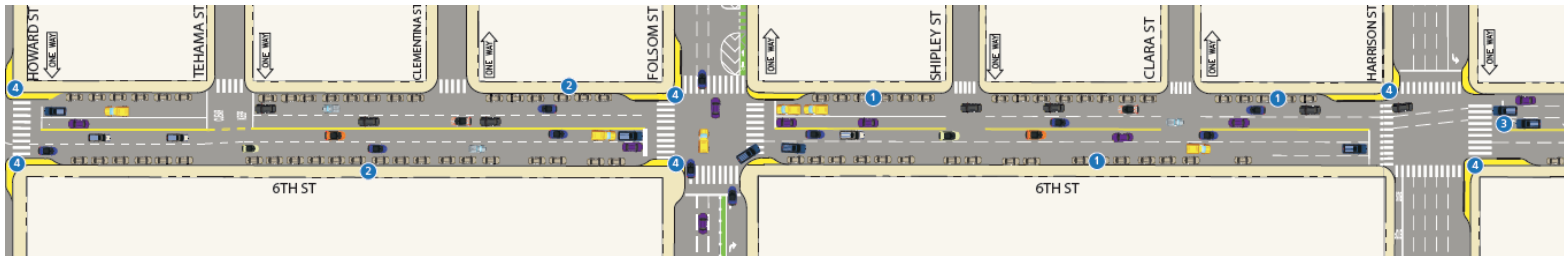 HOWARD ST
ONE WAY
TEHAMA ST
ONE WAY
CLEMENTINA ST
ONE WAY
FOLSOM ST
ONE WAY
SHIPLEY ST
ONE WAY
CLARA ST
ONE WAY
HARRISON ST
ONE WAY
4
2
4
1
1
4
3
4
2
4
1
4
6TH ST
6TH ST